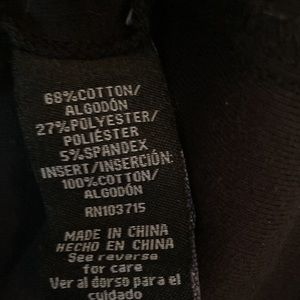 68%COTTON/
ALGODÓN
27%POLYESTER/
POLIÉSTER
5%SPANDEX
INSERT/INSERCIÓN:
100%COTTON/
ALGODÓN
RN103715
MADE IN CHINA
HECHO EN CHINA
See reverse
for care
Ver al dorso para el
cuidado